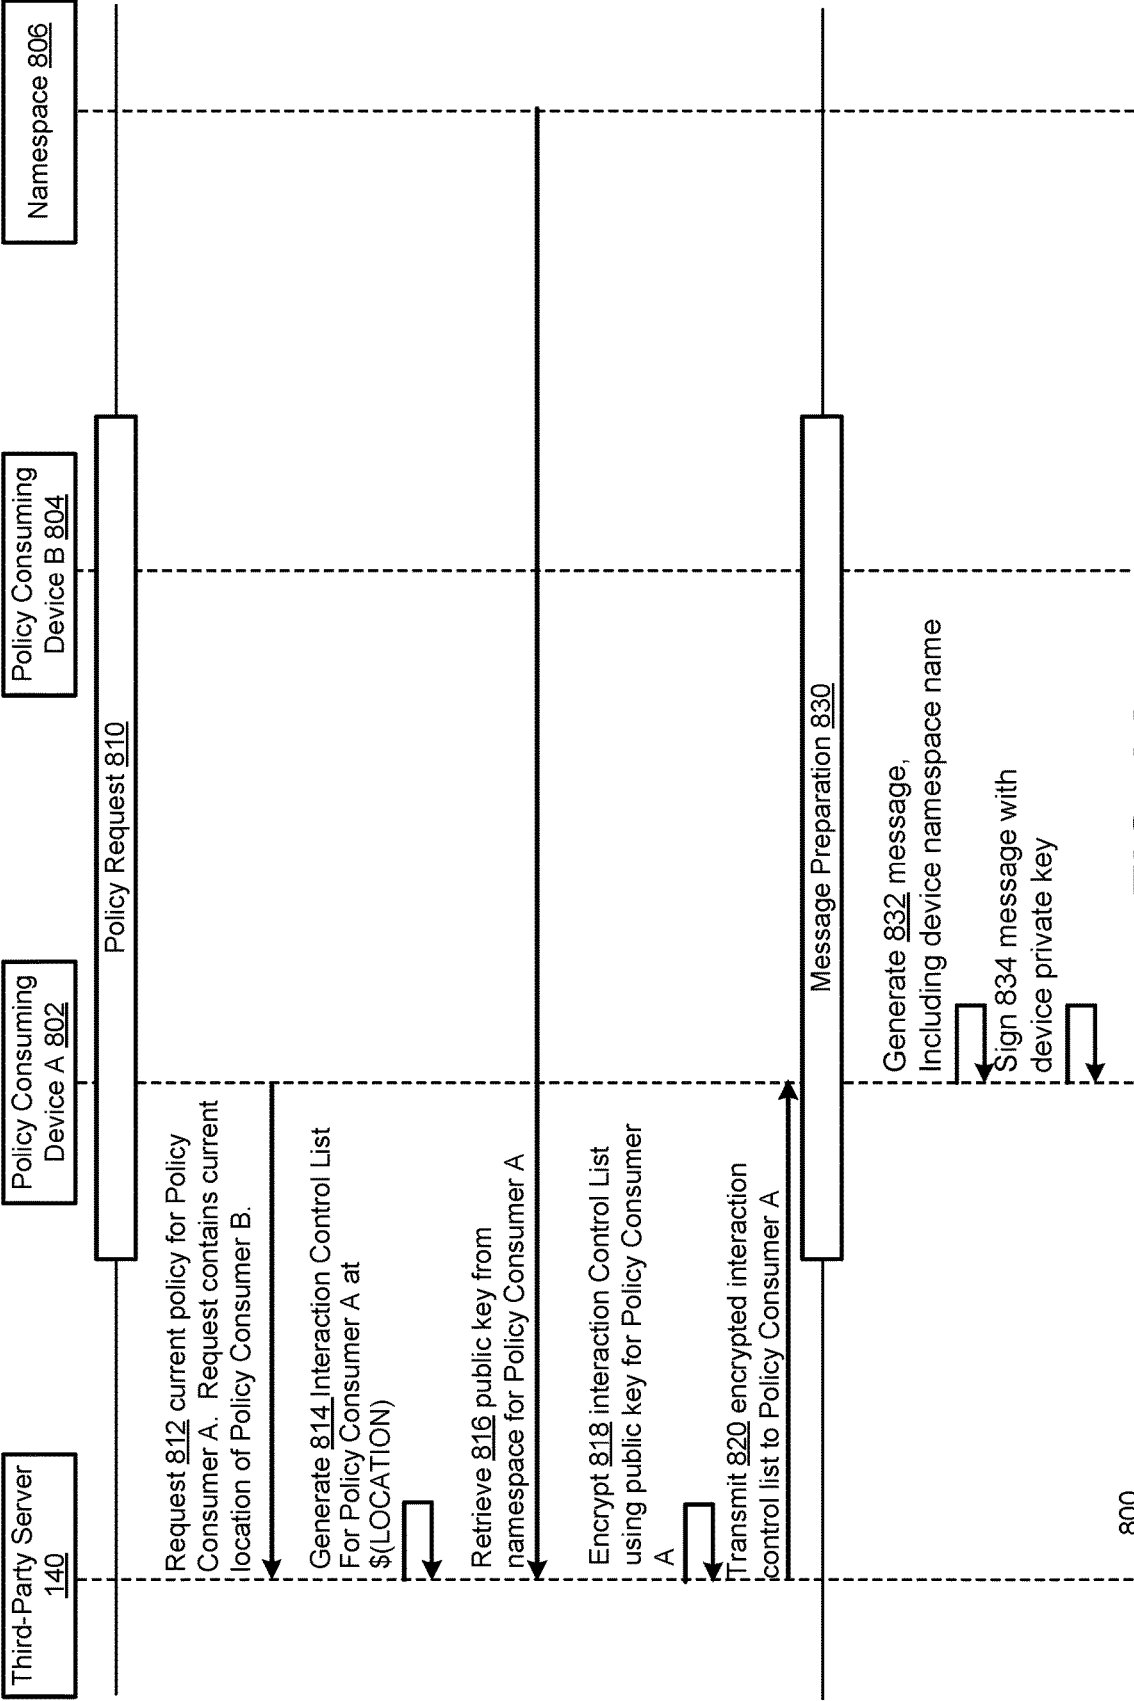 Third-Party Server
140
Policy Consuming
Device A 802
Policy Consuming
Device B 804
Namespace 806
Policy Request 810
Request 812 current policy for Policy
Consumer A. Request contains current
location of Policy Consumer B.
Generate 814 Interaction Control List
For Policy Consumer A at
$(LOCATION)
Retrieve 816 public key from
namespace for Policy Consumer A
Encrypt 818 interaction Control List
using public key for Policy Consumer
A
Transmit 820 encrypted interaction
control list to Policy Consumer A
Message Preparation 830
Generate 832 message,
Including device namespace name
Sign 834 message with
device private key
800